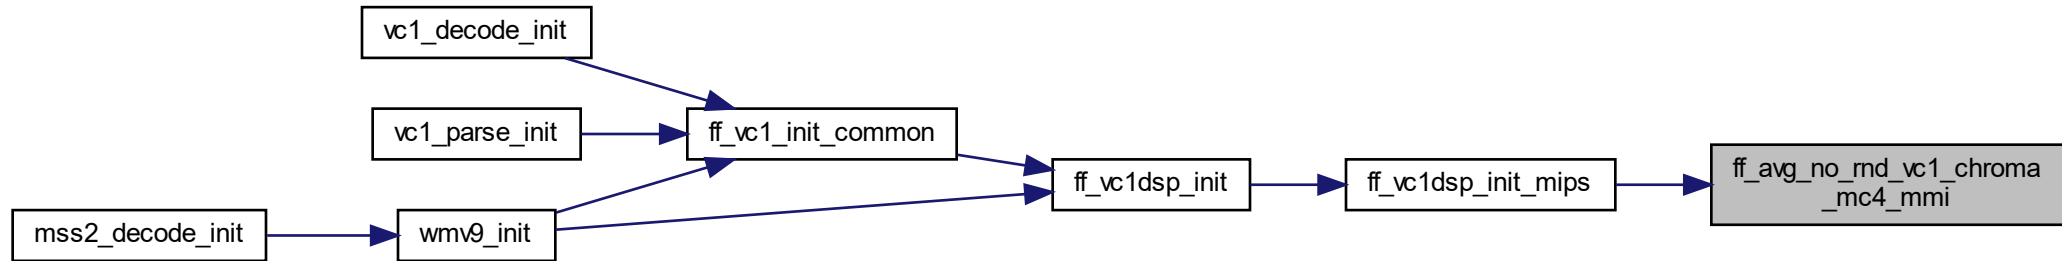 vc1_decode_init
vc1_parse_init
ff_vc1_init_common
mss2_decode_init
wmv9_init
ff_vc1dsp_init
ff_vc1dsp_init_mips
ff_avg_no_rnd_vc1_chroma
_mc4_mmi